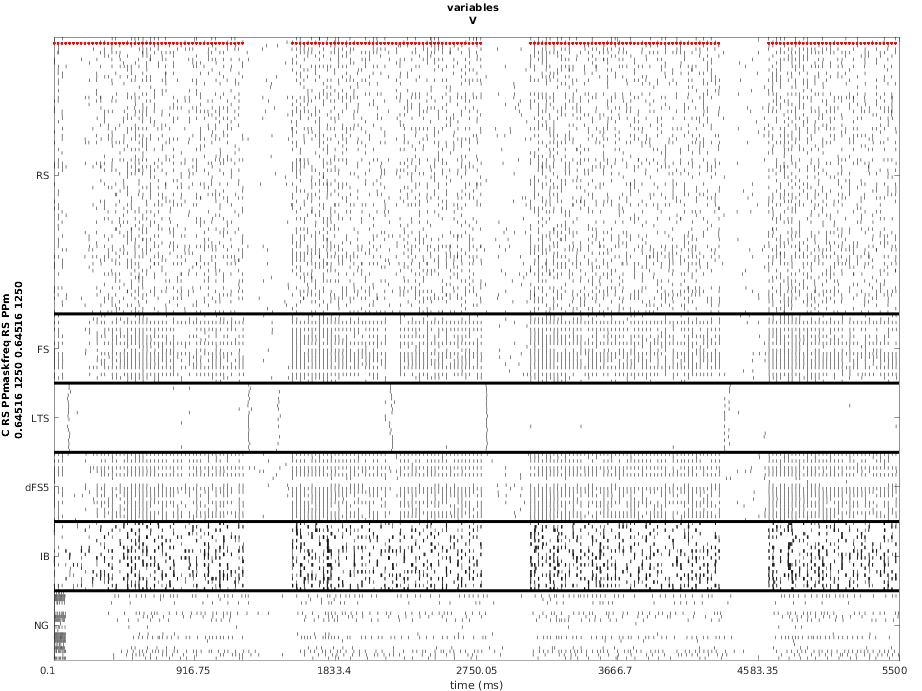 variables
V
C RS PPmaskfreq RS PPm
0.64516 1250 0.64516 1250
RS
FS
LTS
dFS5
IB
NG
0.1 916.75 1833.4 2750.05 3666.7 4583.35 5500
time (ms)